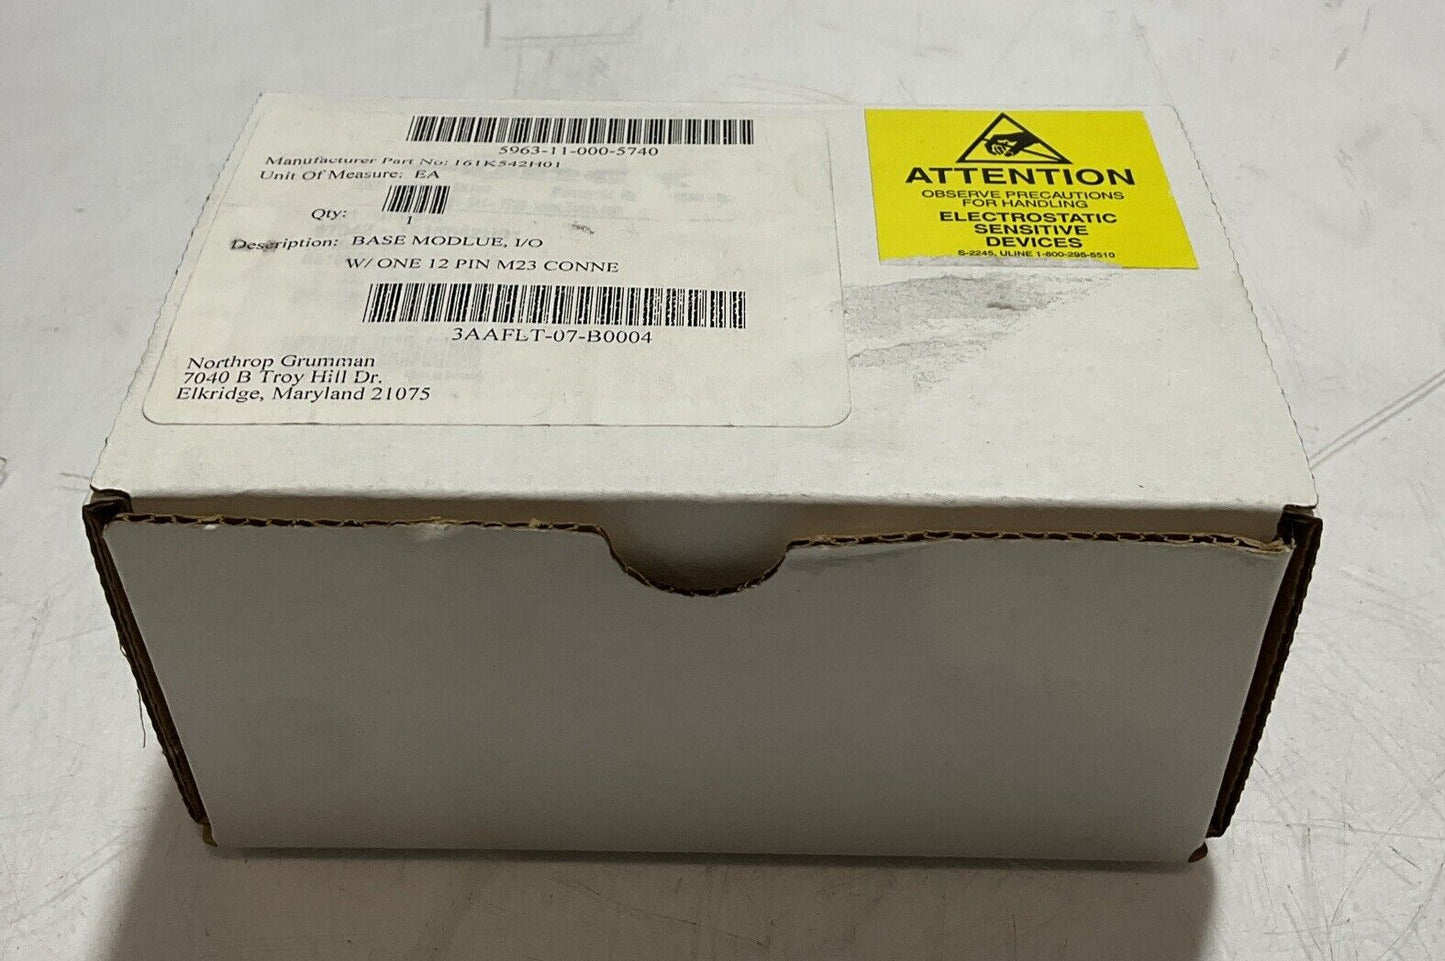 5963-11-000-5740
Manufacturer Part No: 161K542H01
Unit Of Measure: EA
Qty:
1
Description: BASE MODLUE, I/O
W/ ONE 12 PIN M23 CONNE
3AAFLT-07-B0004
Northrop Grumman
7040 B Troy Hill Dr.
Elkridge, Maryland 21075
ATTENTION
OBSERVE PRECAUTIONS
FOR HANDLING
ELECTROSTATIC
SENSITIVE
DEVICES
S-2245, ULINE 1-800-295-5510